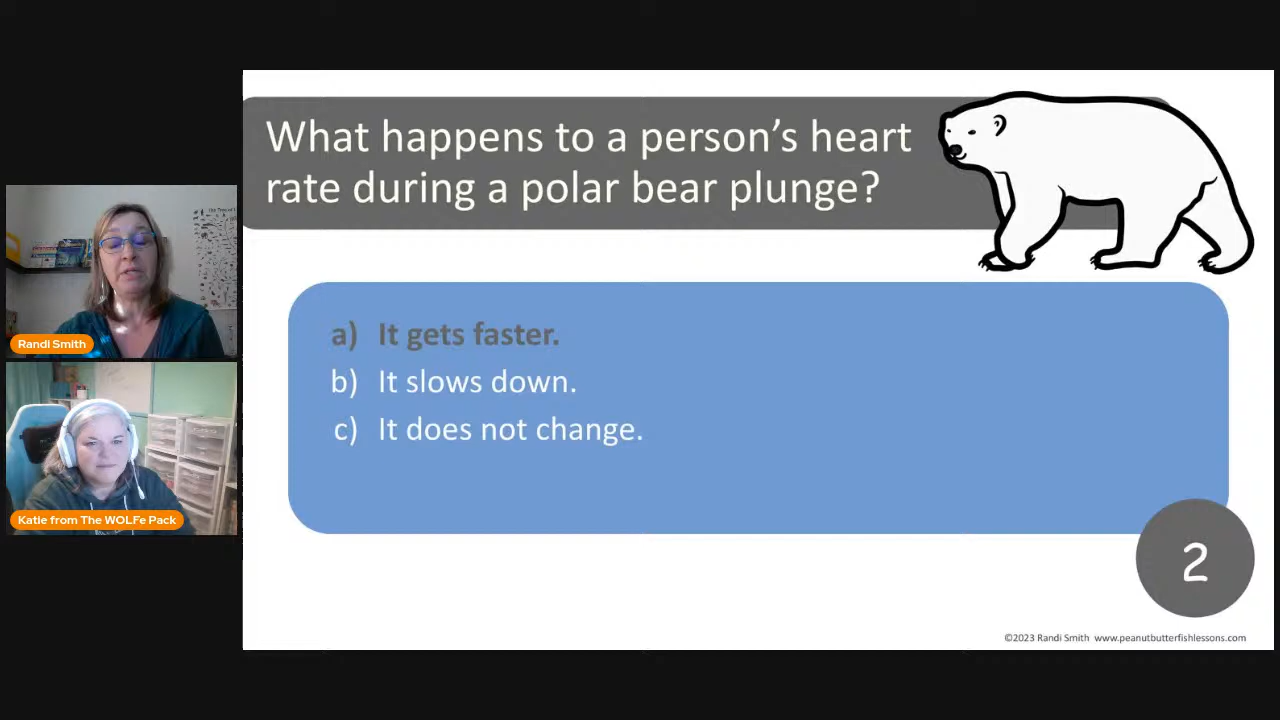 What happens to a person's heart
rate during a polar bear plunge?
a) It gets faster.
b) It slows down.
c) It does not change.
2
©2023 Randi Smith www.peanutbutterfishlessons.com
Randi Smith
Katie from The WOLFe Pack